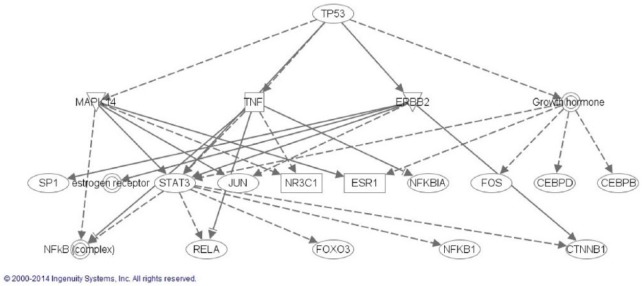 TP53
MAPK14 TNF ERBB2 Growth hormone
SP1 estrogen receptor STAT3 JUN NR3C1 ESR1 NFKBIA FOS CEBPD CEBPB
NFkB (complex) RELA FOXO3 NFKB1 CTNNB1
© 2000-2014 Ingenuity Systems, Inc. All rights reserved.